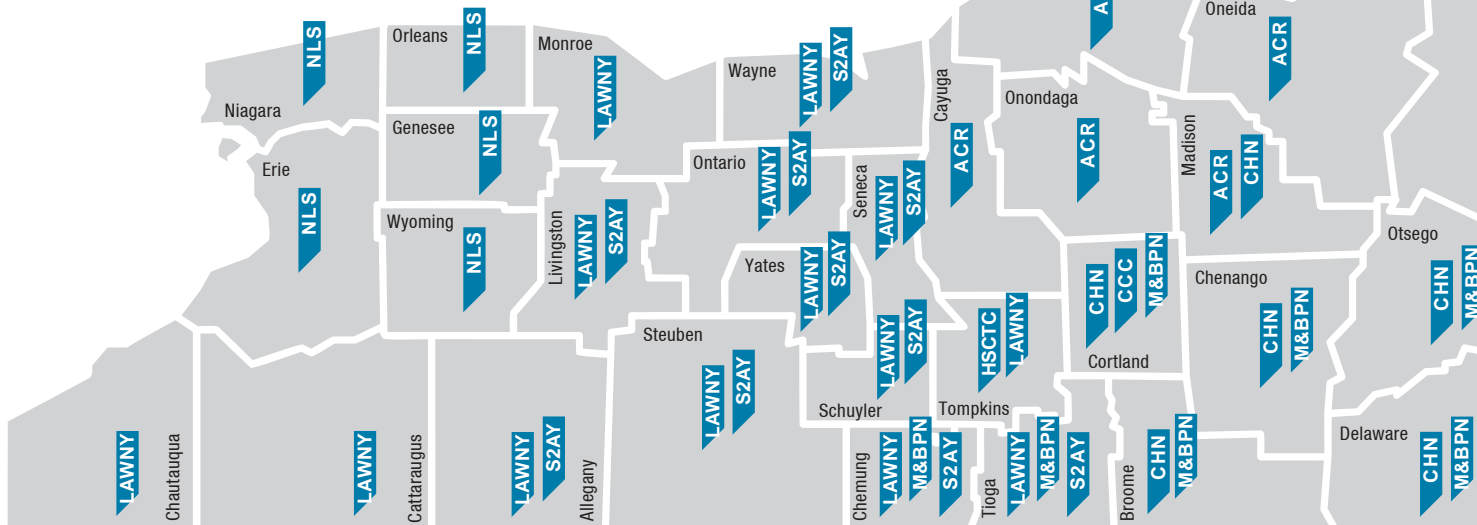 Niagara
NLS
Orleans
NLS
Monroe
LAWNY
Wayne
LAWNY
S2AY
Cayuga
ACR
Onondaga
ACR
A
Oneida
ACR
Madison
ACR
CHN
Erie
NLS
Genesee
NLS
Wyoming
NLS
Livingston
LAWNY
S2AY
Ontario
LAWNY
S2AY
Seneca
LAWNY
S2AY
Yates
LAWNY
S2AY
Otsego
CHN
M&BPN
Chenango
CHN
M&BPN
Cortland
CHN
CCC
M&BPN
Tompkins
HSCTC
LAWNY
Schuyler
LAWNY
S2AY
Steuben
LAWNY
S2AY
Chautauqua
LAWNY
Cattaraugus
LAWNY
Allegany
LAWNY
S2AY
Chemung
LAWNY
M&BPN
S2AY
Tioga
LAWNY
M&BPN
S2AY
Broome
CHN
M&BPN
Delaware
CHN
M&BPN